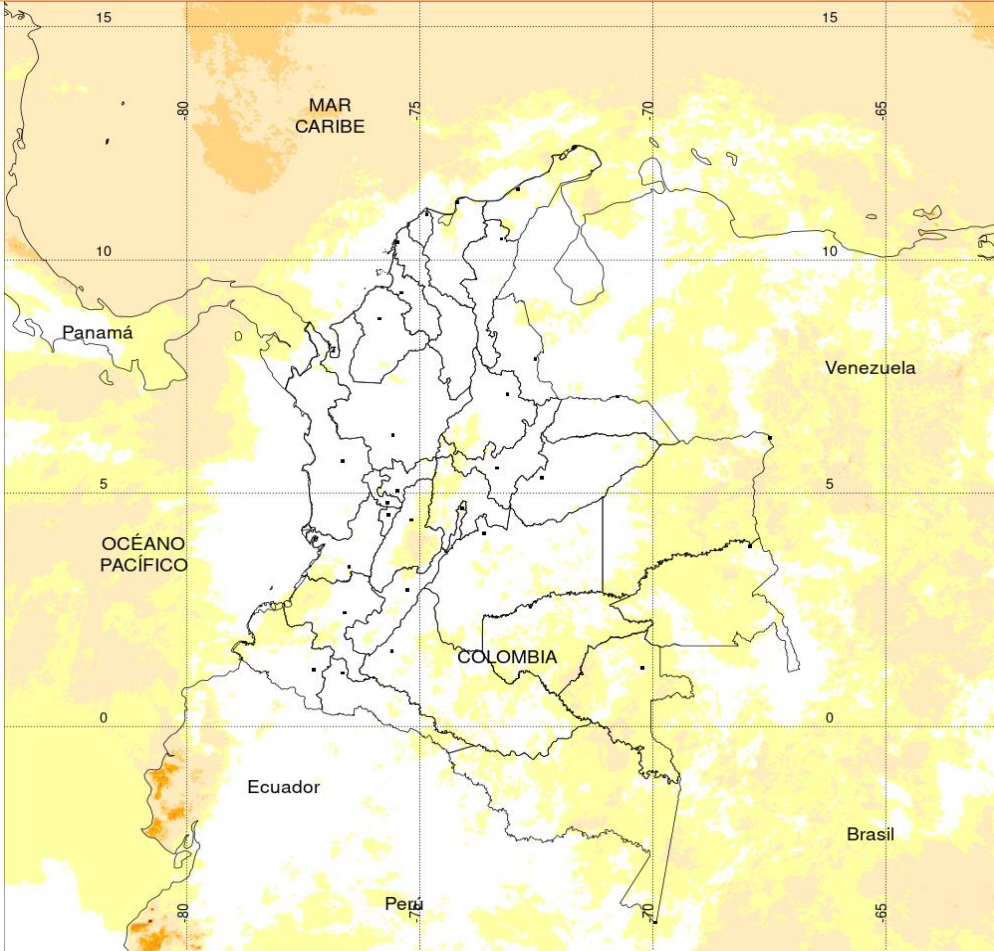 15
15
-80
-75
-70
-65
MAR
CARIBE
10
10
Panamá
Venezuela
5
5
OCÉANO
PACÍFICO
COLOMBIA
0
0
Ecuador
Brasil
Perú
-80
-70
-65